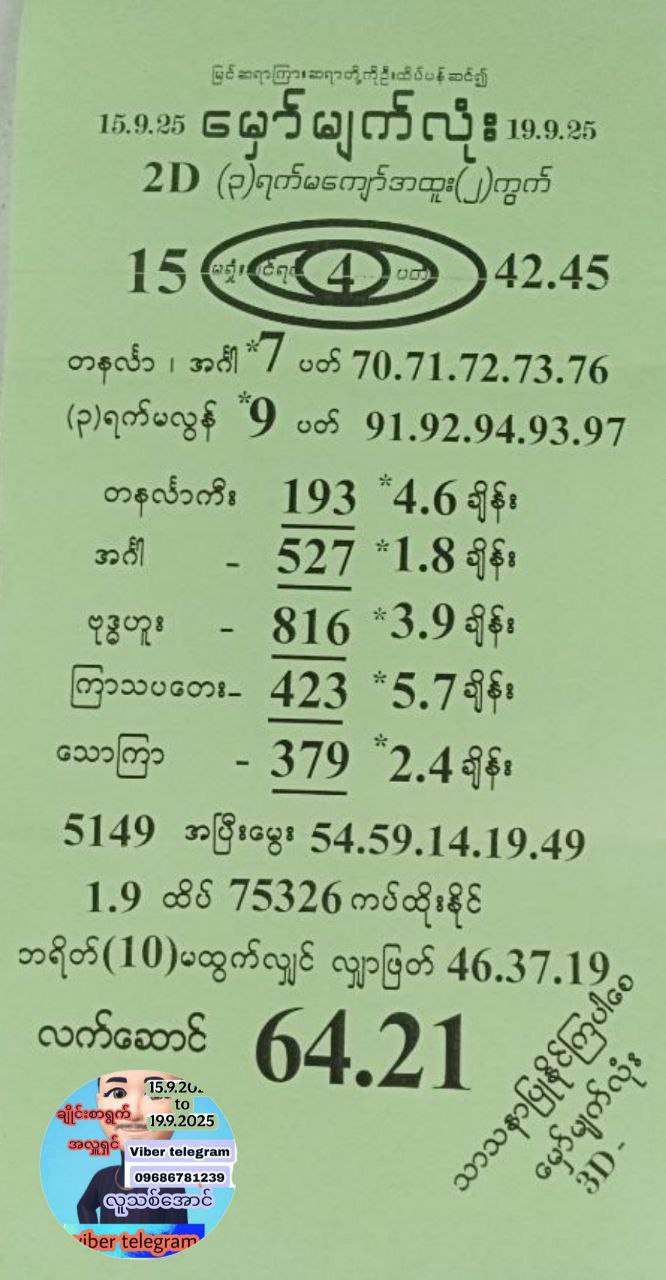 မြင်ဆရာကြားဆရာတို့ကိုဦးထိပ်ပန်ဆင်၍
15.9.25 မှော်မျက်လုံး 19.9.25
2D (၃)ရက်မကျော်အထူး(၂)ကွက်
15 4 ပတ် 42.45
တနင်္လာ ၊ အင်္ဂါ *7 ပတ် 70.71.72.73.76
(၃)ရက်မလွန် *9 ပတ် 91.92.94.93.97
တနင်္လာကီး 193 *4.6 ချိန်း
အင်္ဂါ - 527 *1.8 ချိန်း
ဗုဒ္ဓဟူး - 816 *3.9 ချိန်း
ကြာသပတေး- 423 *5.7 ချိန်း
သောကြာ - 379 *2.4 ချိန်း
5149 အပြီးမွေး 54.59.14.19.49
1.9 ထိပ် 75326 ကပ်ထိုးနိုင်
ဘရိတ်(10)မထွက်လျှင် လျှာဖြတ် 46.37.19
လက်ဆောင် 64.21
သာသနာပြုနိုင်ကြပါစေ
မှော်မျက်လုံး
3D-
15.9.20
to
19.9.2025
ချိုင်းစာရွက်
အလှူရှင်
Viber telegram
09686781239
လူသစ်အောင်
viber telegram